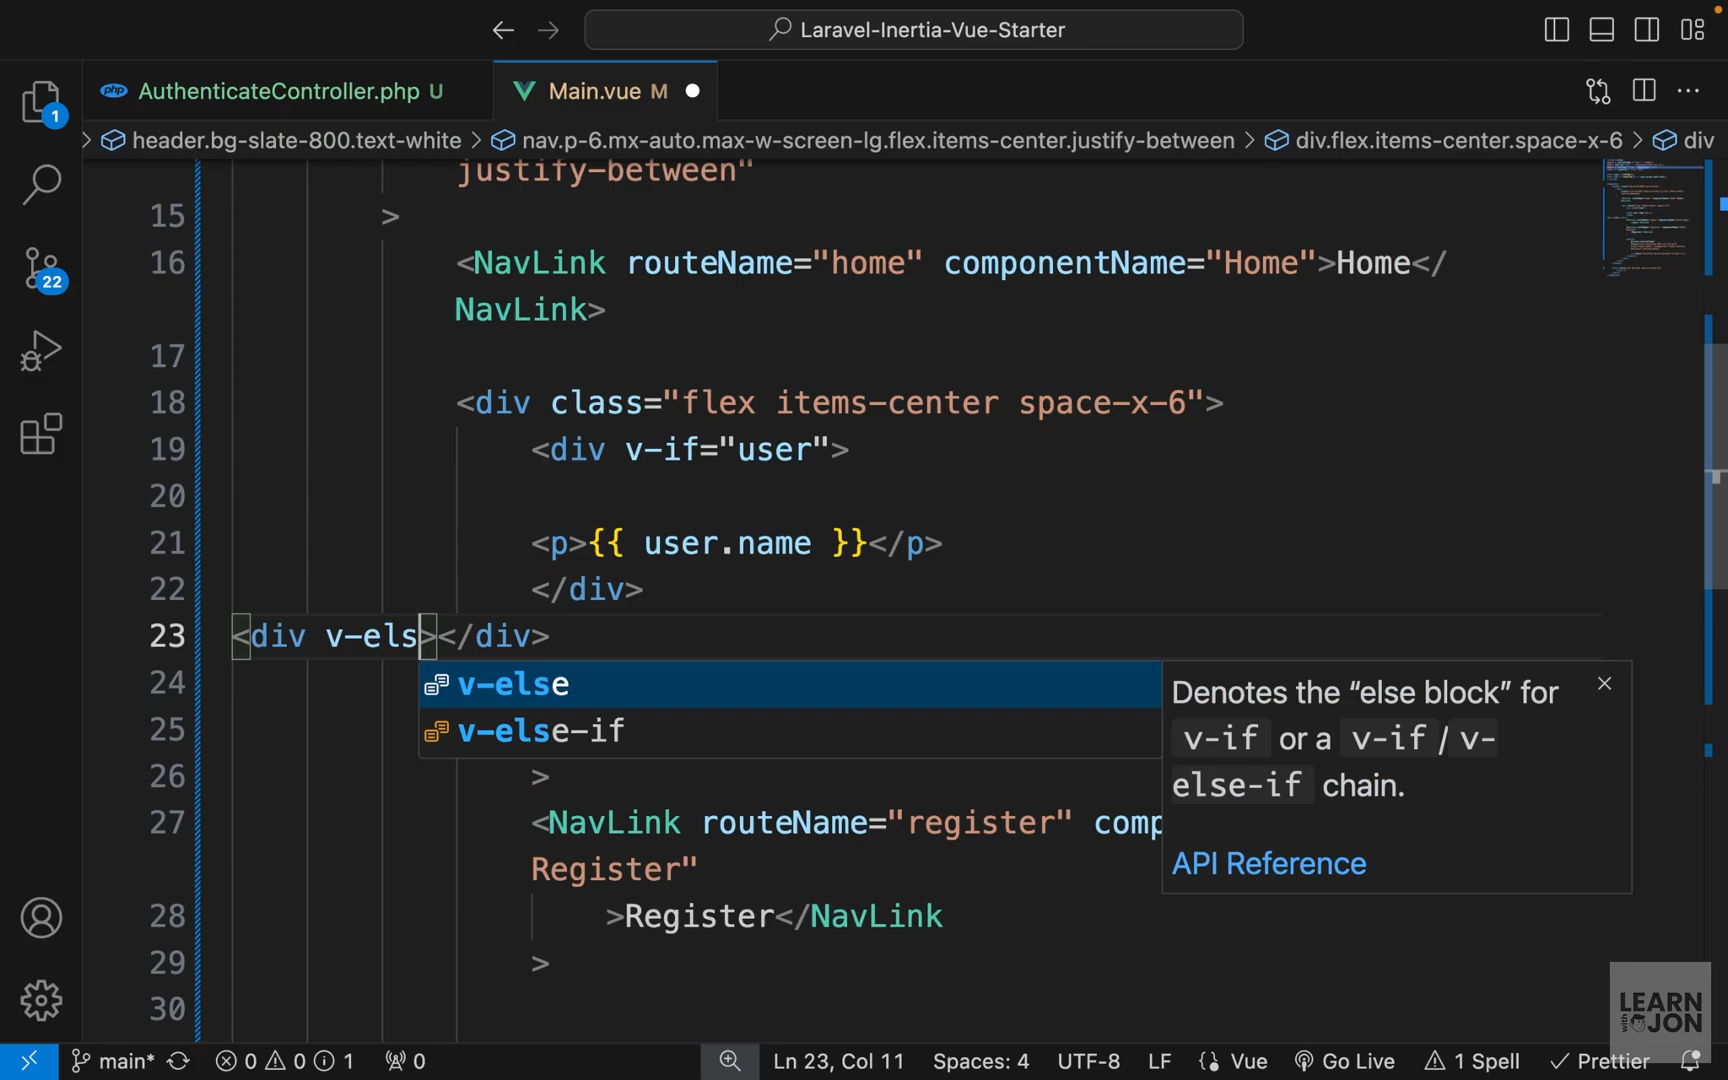 Laravel-Inertia-Vue-Starter
AuthenticateController.php U
Main.vue M
header.bg-slate-800.text-white > nav.p-6.mx-auto.max-w-screen-lg.flex.items-center.justify-between > div.flex.items-center.space-x-6 > div
justify-between"
15 >
16 <NavLink routeName="home" componentName="Home">Home</
NavLink>
17
18 <div class="flex items-center space-x-6">
19 <div v-if="user">
20
21 <p>{{ user.name }}</p>
22 </div>
23 <div v-els></div>
24 v-else
25 v-else-if
26 >
27 <NavLink routeName="register" comp
Register"
28 >Register</NavLink
29 >
30
Denotes the “else block” for
v-if or a v-if / v-
else-if chain.
API Reference
1
22
LEARN
with JON
main* 0 0 1 0 Ln 23, Col 11 Spaces: 4 UTF-8 LF Vue Go Live 1 Spell Prettier